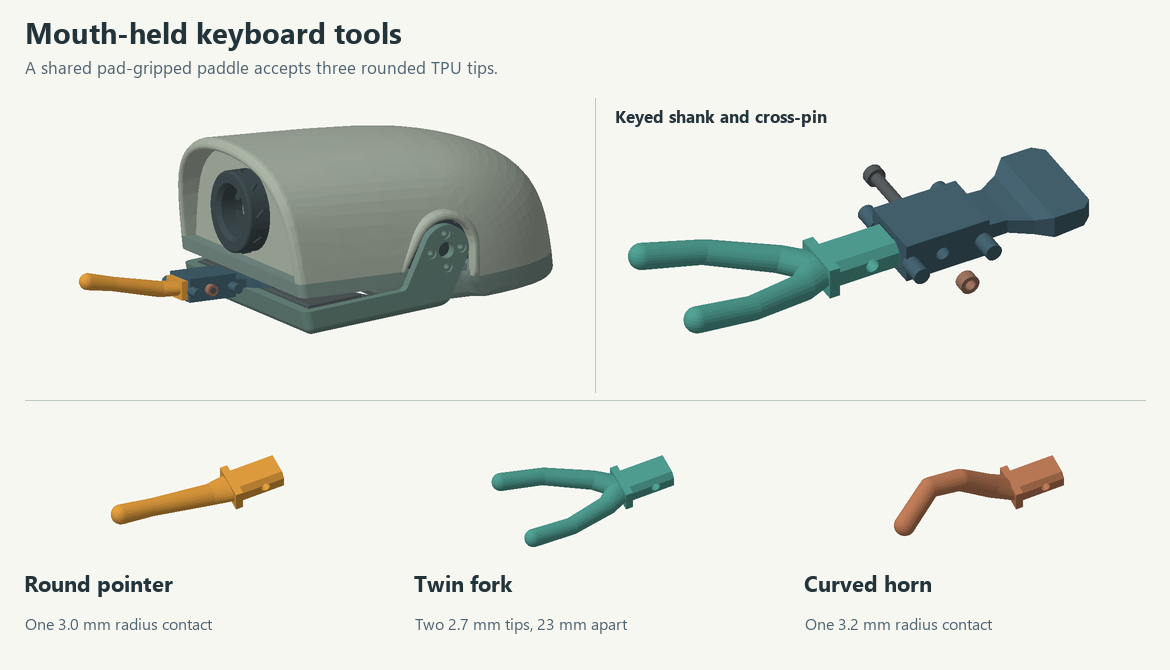 Mouth-held keyboard tools
A shared pad-gripped paddle accepts three rounded TPU tips.
Keyed shank and cross-pin
Round pointer
One 3.0 mm radius contact
Twin fork
Two 2.7 mm tips, 23 mm apart
Curved horn
One 3.2 mm radius contact